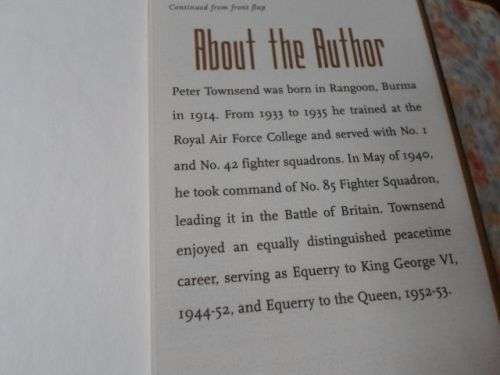 Continued from front flap
About the Author
Peter Townsend was born in Rangoon, Burma
in 1914. From 1933 to 1935 he trained at the
Royal Air Force College and served with No. 1
and No. 42 fighter squadrons. In May of 1940,
he took command of No. 85 Fighter Squadron,
leading it in the Battle of Britain. Townsend
enjoyed an equally distinguished peacetime
career, serving as Equerry to King George VI,
1944-52, and Equerry to the Queen, 1952-53.